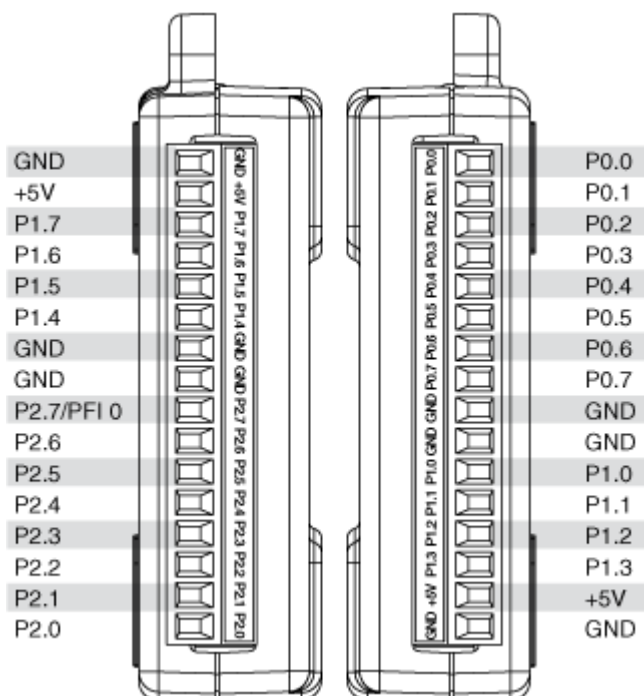 GND
+5V
P1.7
P1.6
P1.5
P1.4
GND
GND
P2.7/PFI 0
P2.6
P2.5
P2.4
P2.3
P2.2
P2.1
P2.0
GND +5V P1.7 P1.6 P1.5 P1.4 GND GND P2.7 P2.6 P2.5 P2.4 P2.3 P2.2 P2.1 P2.0
GND +5V P1.3 P1.2 P1.1 P1.0 GND GND P0.7 P0.6 P0.5 P0.4 P0.3 P0.2 P0.1 P0.0
P0.0
P0.1
P0.2
P0.3
P0.4
P0.5
P0.6
P0.7
GND
GND
P1.0
P1.1
P1.2
P1.3
+5V
GND